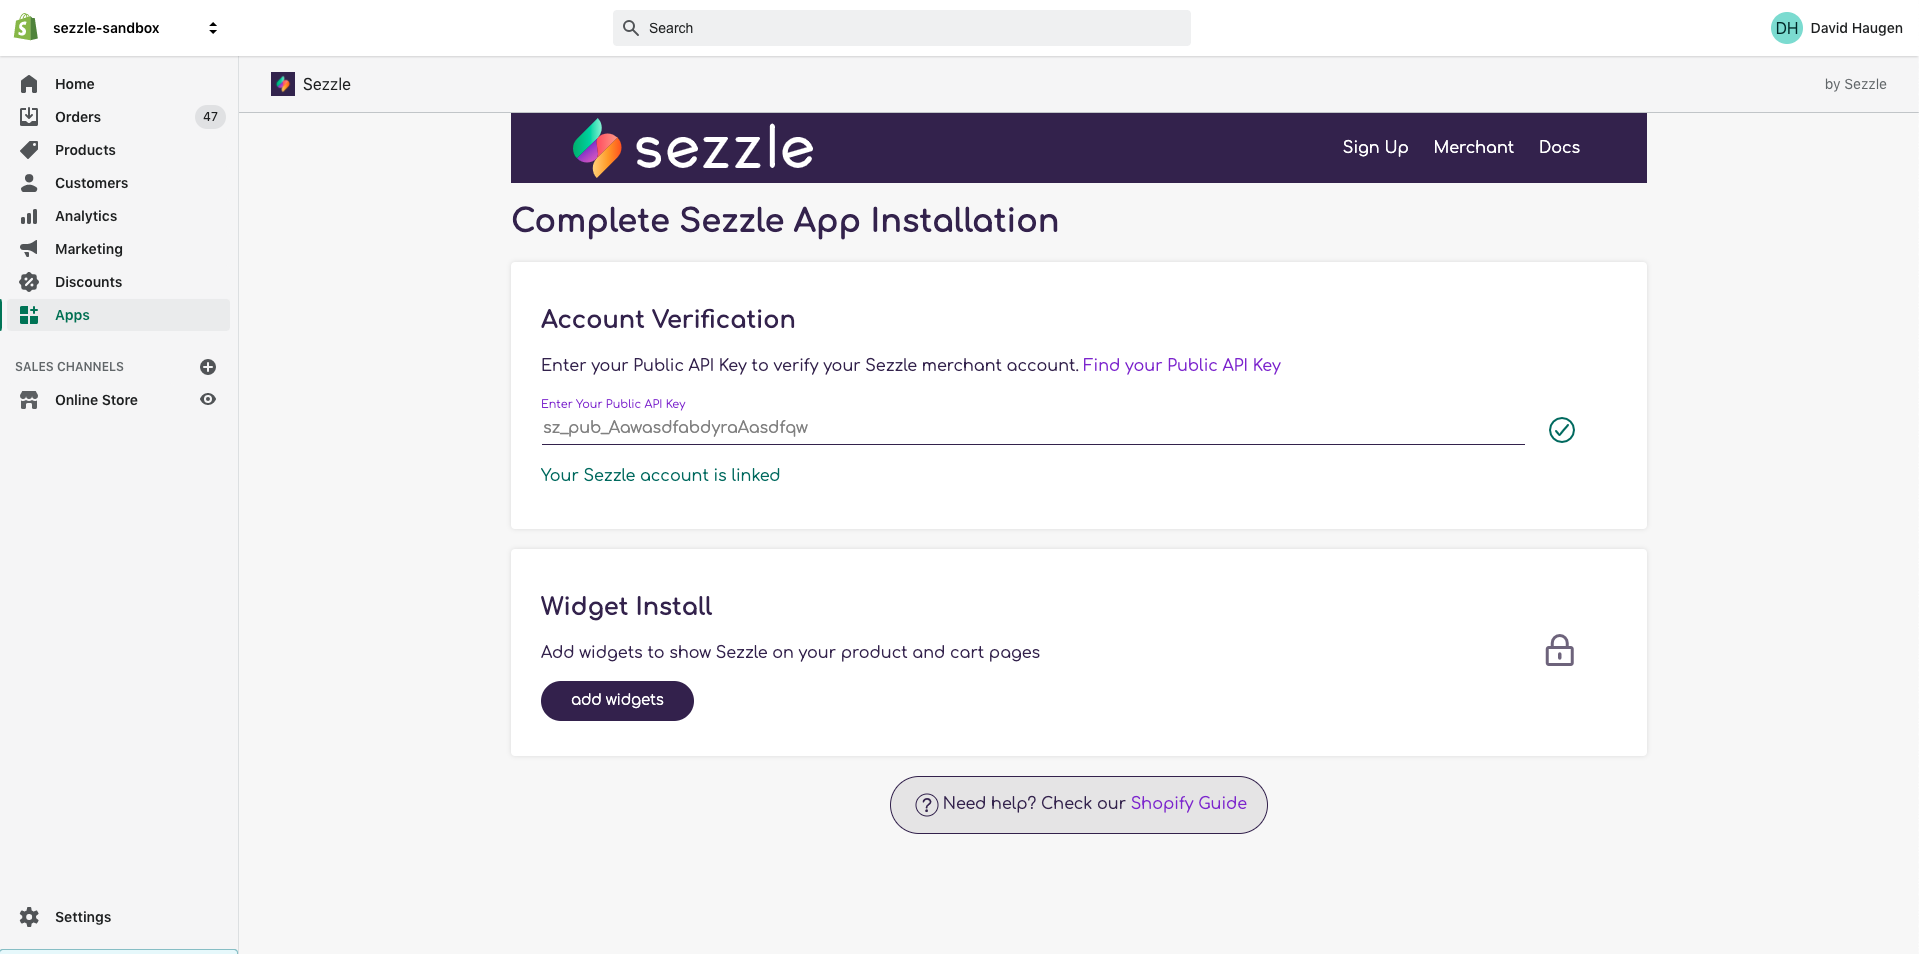 sezzle-sandbox
Search
DH David Haugen
Home
Orders 47
Products
Customers
Analytics
Marketing
Discounts
Apps
SALES CHANNELS
Online Store
Settings
Sezzle
by Sezzle
sezzle
Sign Up Merchant Docs
Complete Sezzle App Installation
Account Verification
Enter your Public API Key to verify your Sezzle merchant account. Find your Public API Key
Enter Your Public API Key
sz_pub_AawasdfabdyraAasdfqw
Your Sezzle account is linked
Widget Install
Add widgets to show Sezzle on your product and cart pages
add widgets
? Need help? Check our Shopify Guide